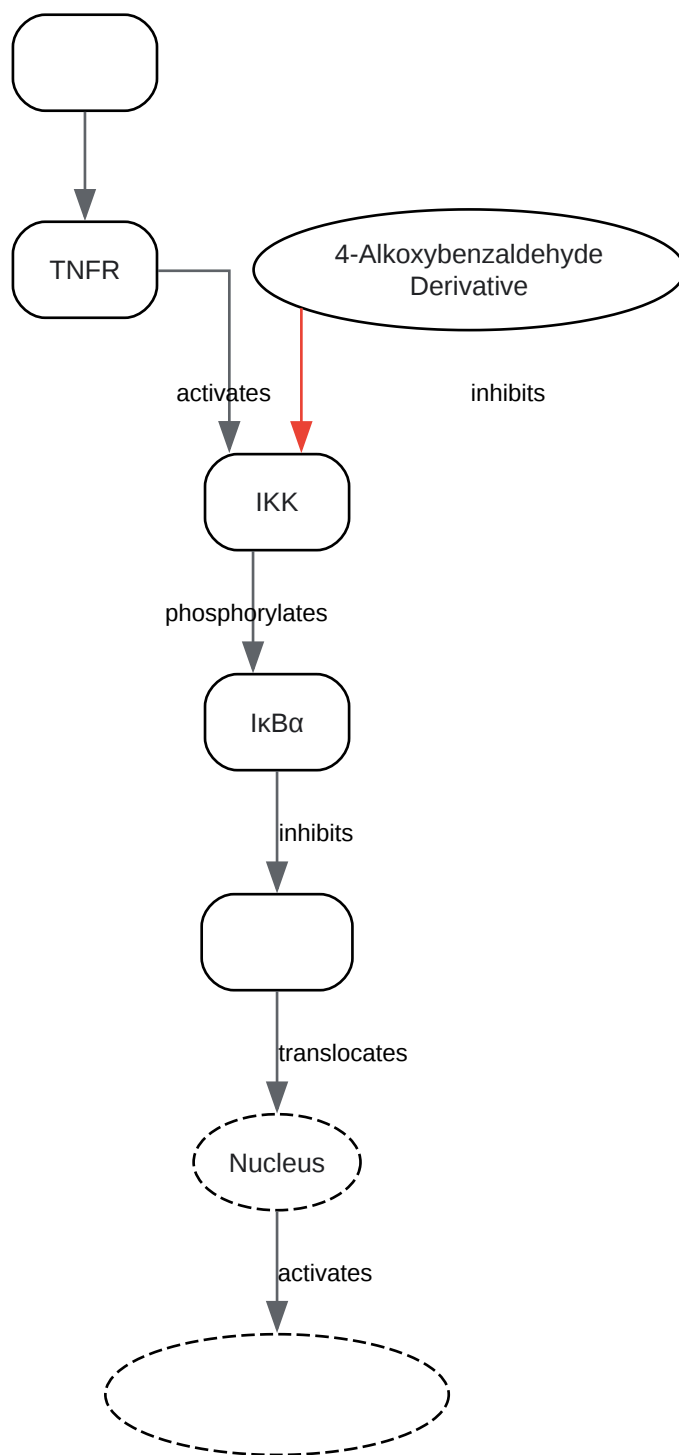 TNFR
4-Alkoxybenzaldehyde
Derivative
activates
inhibits
IKK
phosphorylates
IκBα
inhibits
translocates
Nucleus
activates